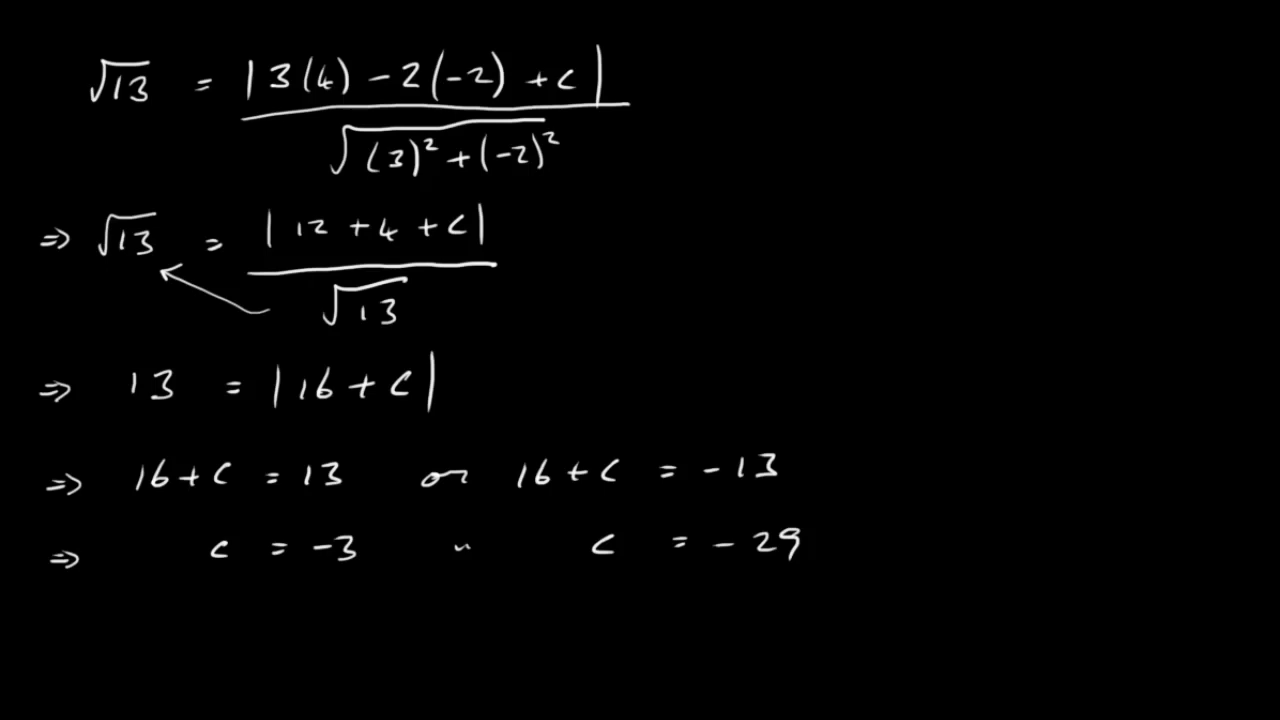 √13 = |3(4) - 2(-2) + c| / √((3)² + (-2)²)
⇒ √13 = |12 + 4 + c| / √13
⇒ 13 = |16 + c|
⇒ 16 + c = 13 or 16 + c = -13
⇒ c = -3 " c = -29